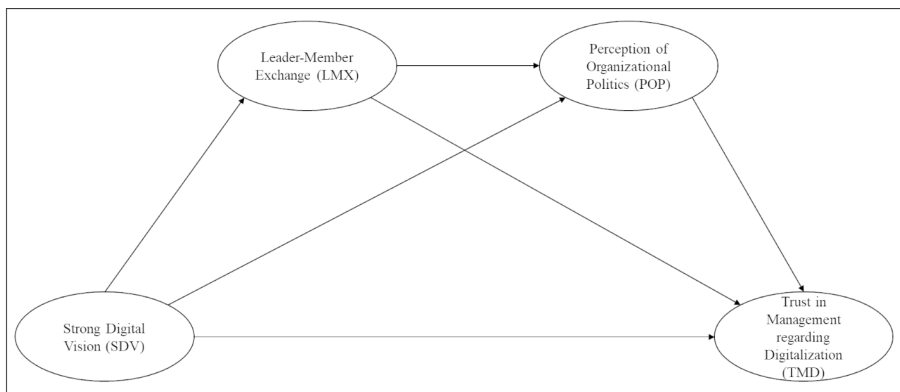 Leader-Member
Exchange (LMX)
Perception of
Organizational
Politics (POP)
Strong Digital
Vision (SDV)
Trust in
Management
regarding
Digitalization
(TMD)